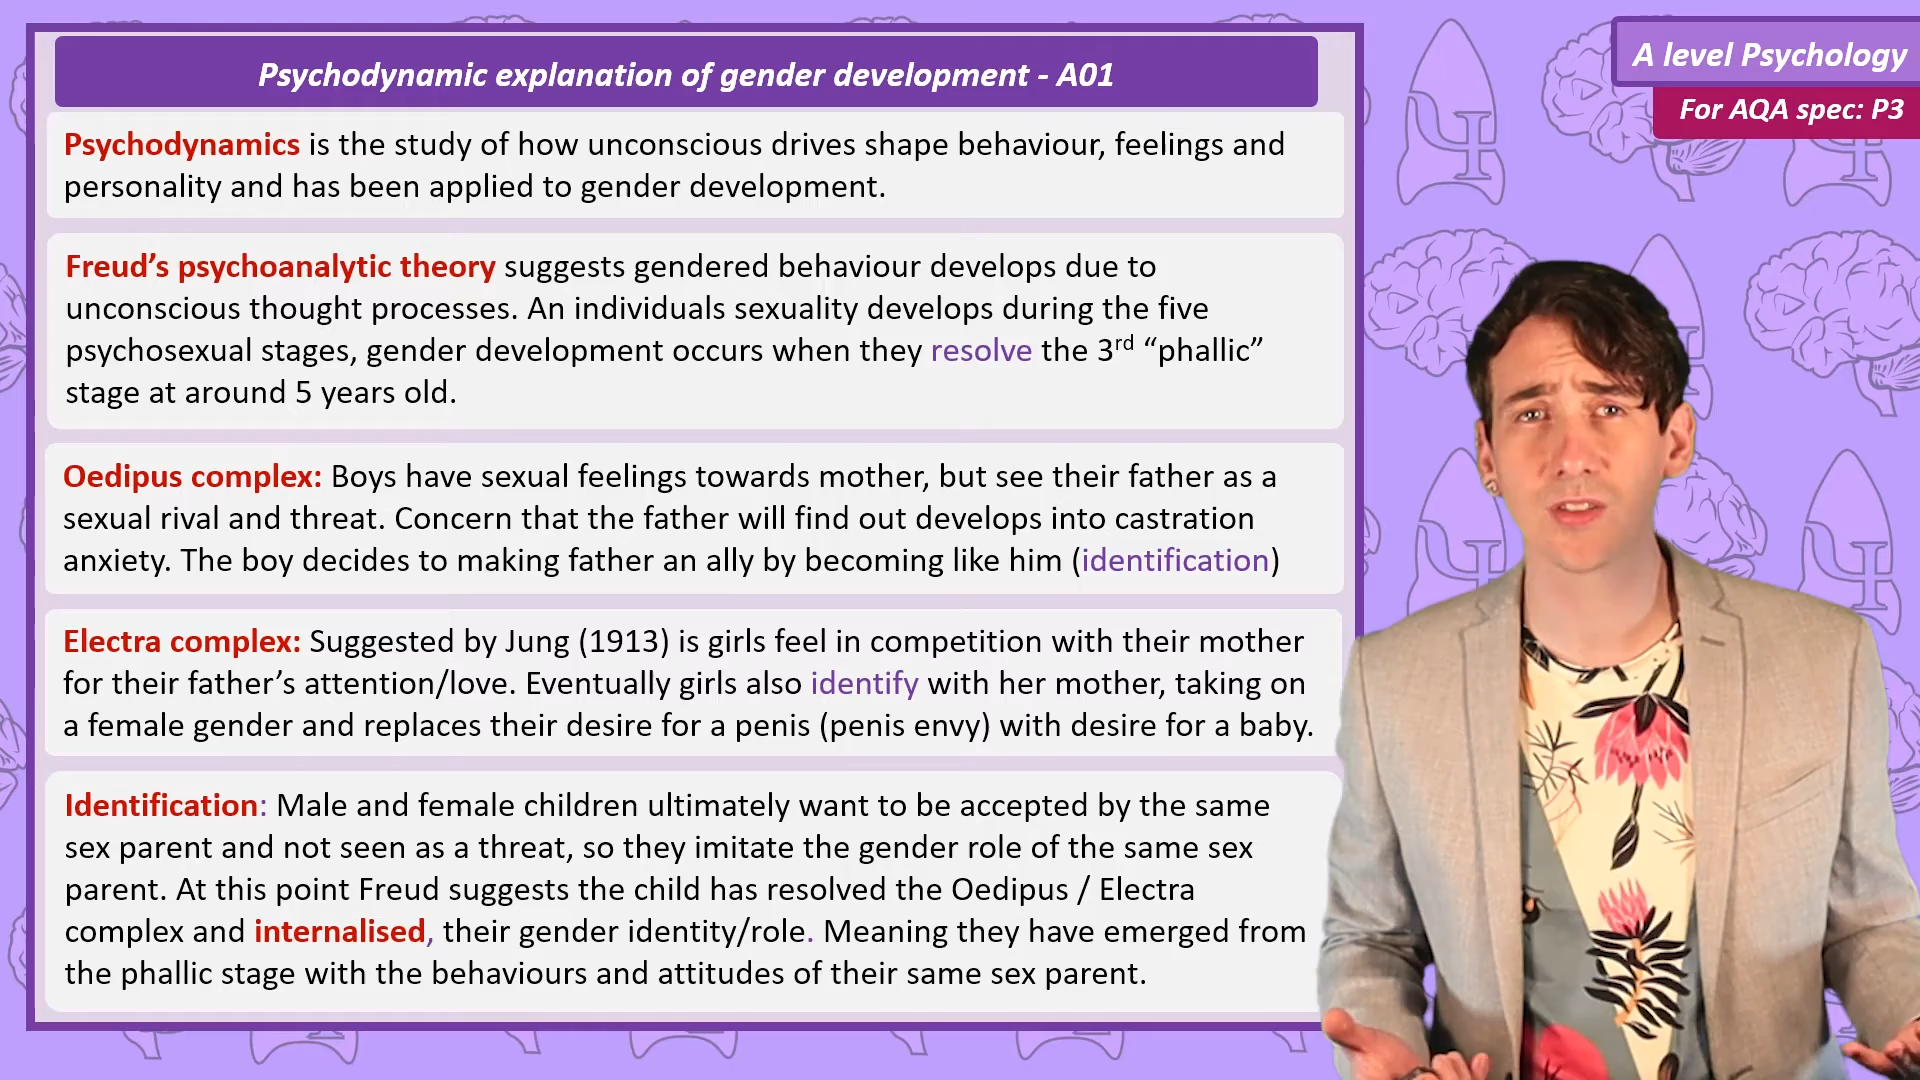 Psychodynamic explanation of gender development - A01
A level Psychology
For AQA spec: P3
Psychodynamics is the study of how unconscious drives shape behaviour, feelings and
personality and has been applied to gender development.
Freud’s psychoanalytic theory suggests gendered behaviour develops due to
unconscious thought processes. An individuals sexuality develops during the five
psychosexual stages, gender development occurs when they resolve the 3rd “phallic”
stage at around 5 years old.
Oedipus complex: Boys have sexual feelings towards mother, but see their father as a
sexual rival and threat. Concern that the father will find out develops into castration
anxiety. The boy decides to making father an ally by becoming like him (identification)
Electra complex: Suggested by Jung (1913) is girls feel in competition with their mother
for their father’s attention/love. Eventually girls also identify with her mother, taking on
a female gender and replaces their desire for a penis (penis envy) with desire for a baby.
Identification: Male and female children ultimately want to be accepted by the same
sex parent and not seen as a threat, so they imitate the gender role of the same sex
parent. At this point Freud suggests the child has resolved the Oedipus / Electra
complex and internalised, their gender identity/role. Meaning they have emerged from
the phallic stage with the behaviours and attitudes of their same sex parent.